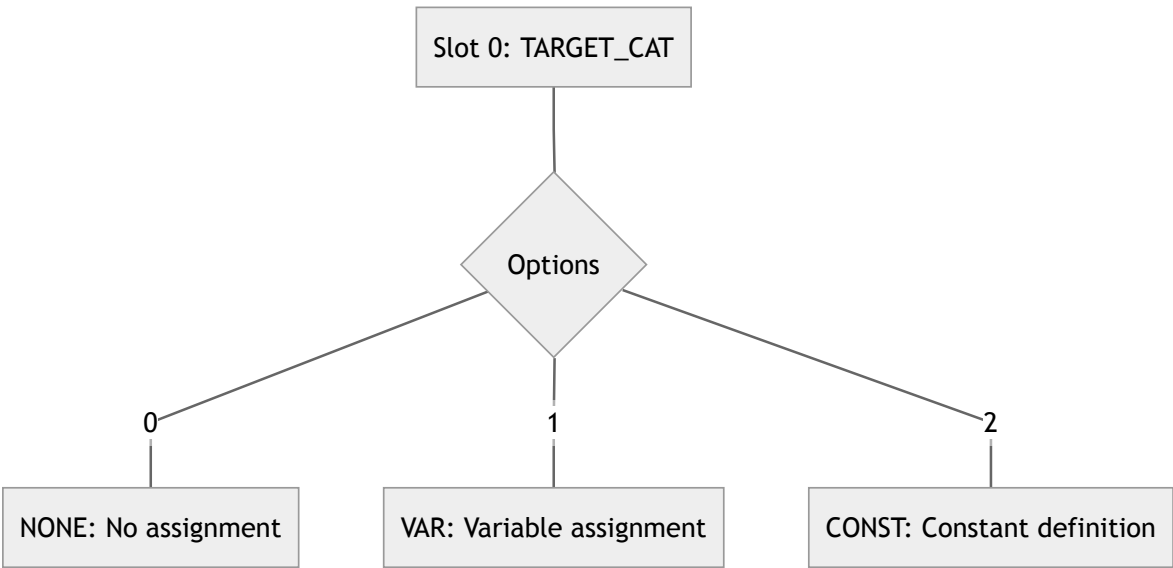 Slot 0: TARGET_CAT
Options
0
1
2
NONE: No assignment
VAR: Variable assignment
CONST: Constant definition